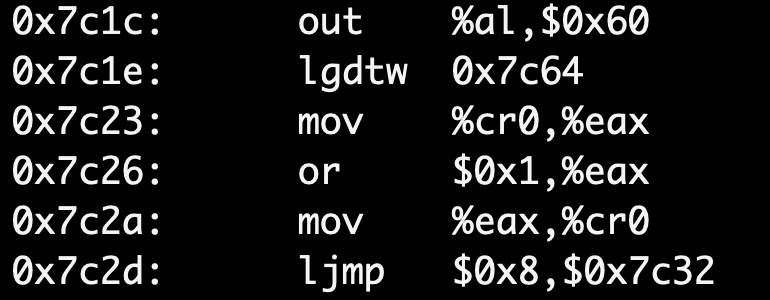 0x7c1c: out %al,$0x60
0x7c1e: lgdtw 0x7c64
0x7c23: mov %cr0,%eax
0x7c26: or $0x1,%eax
0x7c2a: mov %eax,%cr0
0x7c2d: ljmp $0x8,$0x7c32